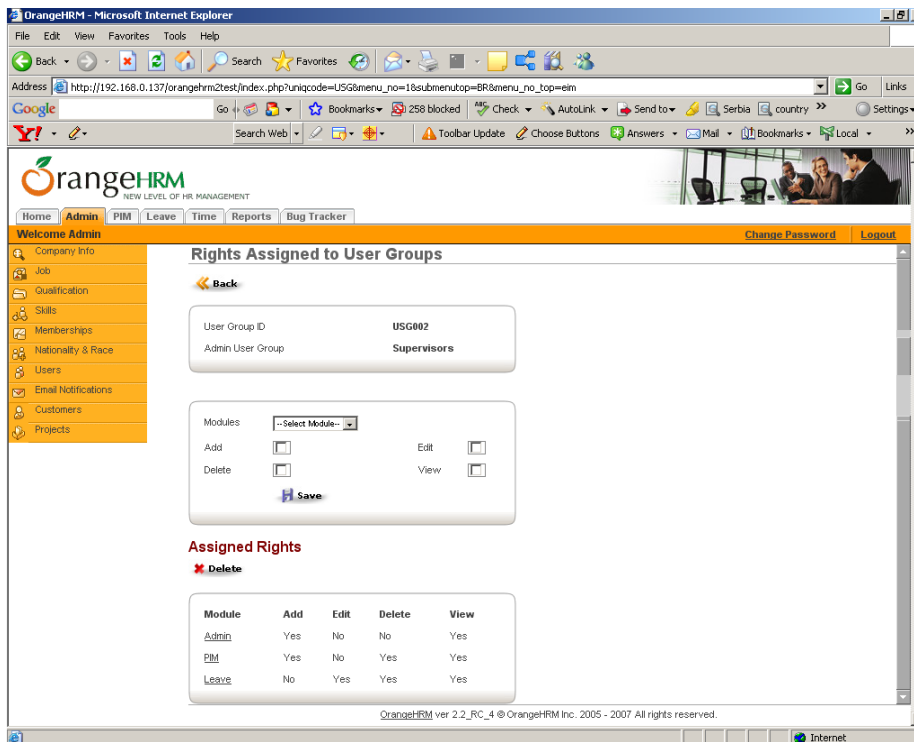 OrangeHRM - Microsoft Internet Explorer
File Edit View Favorites Tools Help
Back Search Favorites
Address http://192.168.0.137/orangehrm2test/index.php?uniqcode=USG&menu_no=1&submenutop=BR&menu_no_top=eim Go Links
Google Go Bookmarks 258 blocked ABC Check AutoLink Send to Serbia country » Settings
Y! Search Web Toolbar Update Choose Buttons Answers Mail Bookmarks Local »
OrangeHRM
NEW LEVEL OF HR MANAGEMENT
Home Admin PIM Leave Time Reports Bug Tracker
Welcome Admin Change Password Logout
Company Info
Job
Qualification
Skills
Memberships
Nationality & Race
Users
Email Notifications
Customers
Projects
Rights Assigned to User Groups
Back
User Group ID USG002
Admin User Group Supervisors
Modules --Select Module--
Add Edit
Delete View
Save
Assigned Rights
Delete
Module Add Edit Delete View
Admin Yes No No Yes
PIM Yes No Yes Yes
Leave No Yes Yes Yes
OrangeHRM ver 2.2_RC_4 © OrangeHRM Inc. 2005 - 2007 All rights reserved.
Internet